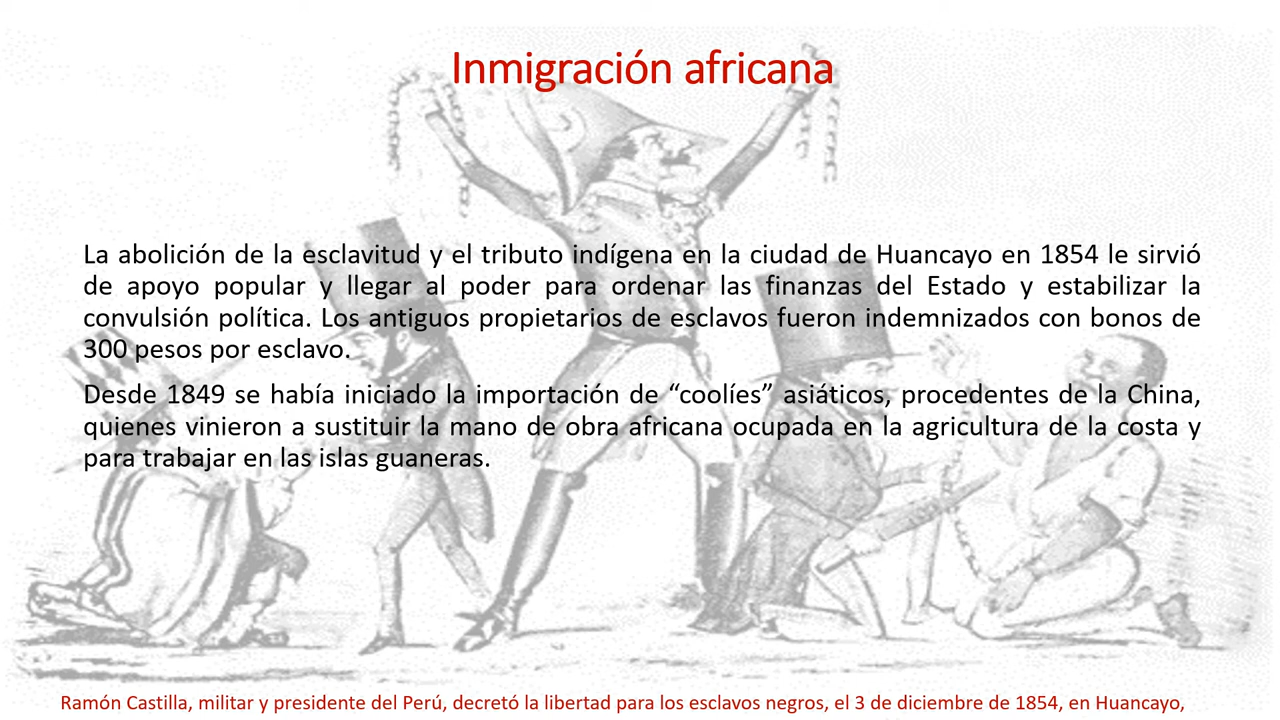 Inmigración africana
La abolición de la esclavitud y el tributo indígena en la ciudad de Huancayo en 1854 le sirvió
de apoyo popular y llegar al poder para ordenar las finanzas del Estado y estabilizar la
convulsión política. Los antiguos propietarios de esclavos fueron indemnizados con bonos de
300 pesos por esclavo.
Desde 1849 se había iniciado la importación de “coolíes” asiáticos, procedentes de la China,
quienes vinieron a sustituir la mano de obra africana ocupada en la agricultura de la costa y
para trabajar en las islas guaneras.
Ramón Castilla, militar y presidente del Perú, decretó la libertad para los esclavos negros, el 3 de diciembre de 1854, en Huancayo,